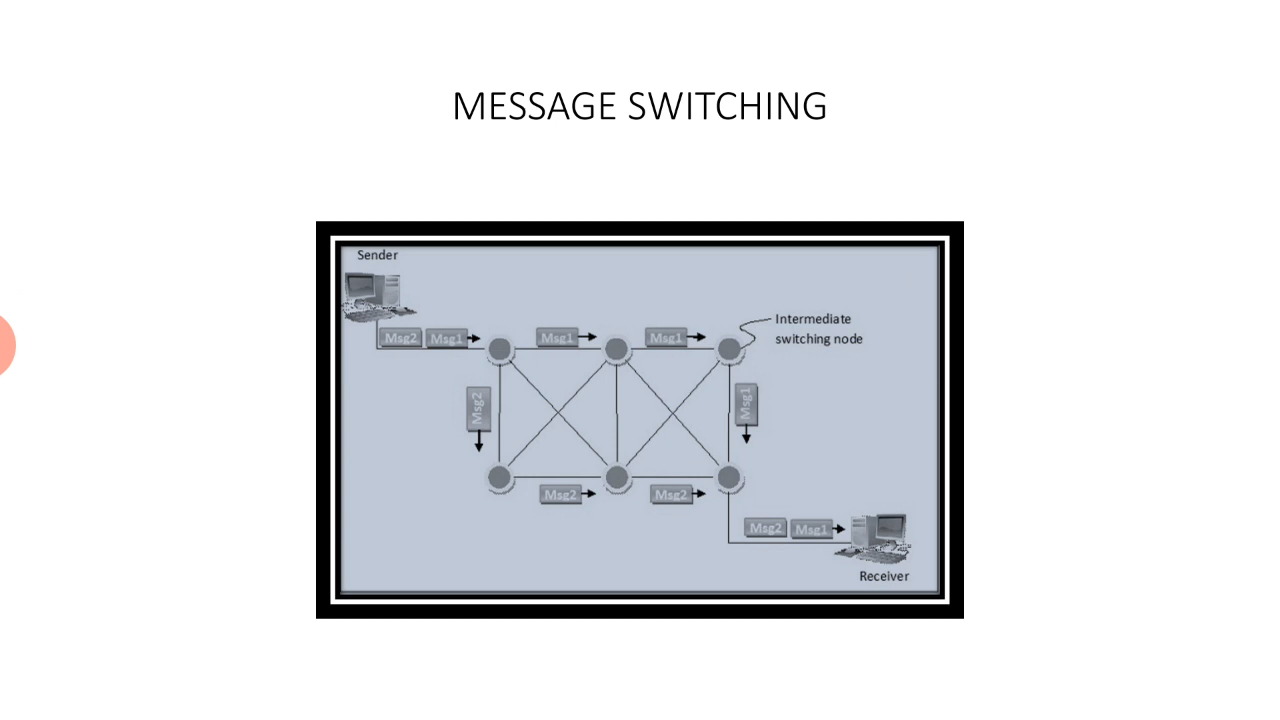 MESSAGE SWITCHING
Sender
Msg2 Msg1
Msg1
Msg1
Intermediate
switching node
Msg2
Msg1
Msg2
Msg2
Msg2 Msg1
Receiver